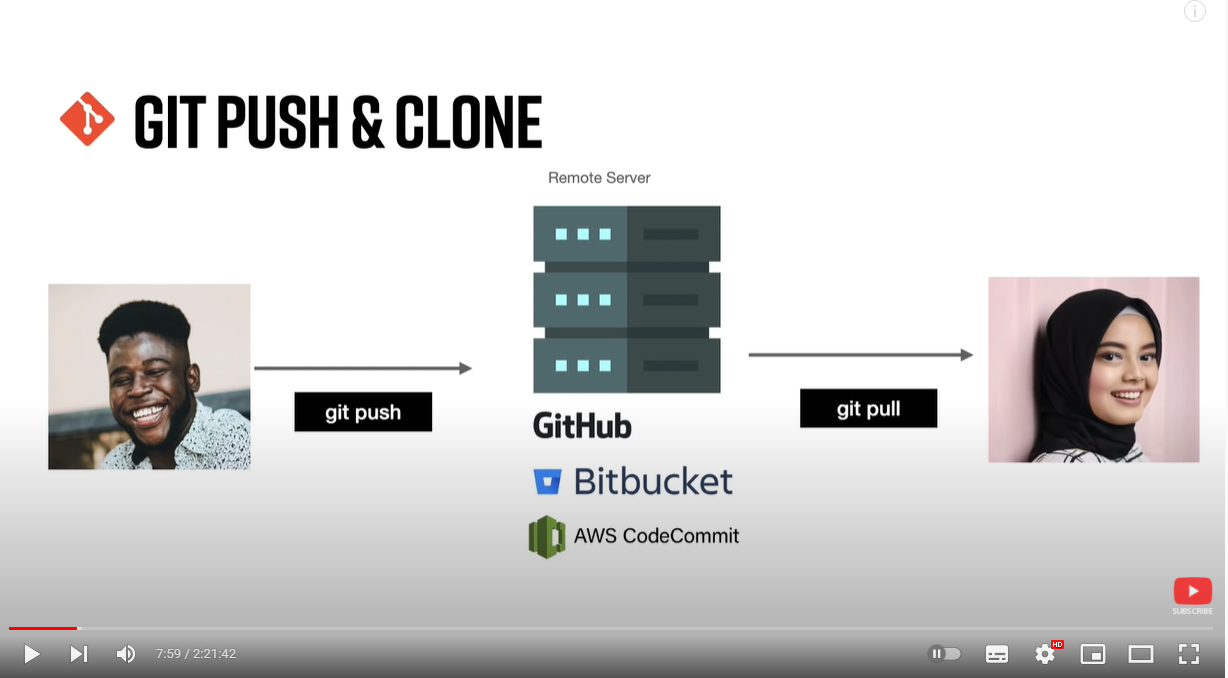 GIT PUSH & CLONE
Remote Server
git push
git pull
GitHub
Bitbucket
AWS CodeCommit
SUBSCRIBE
7:59 / 2:21:42
HD